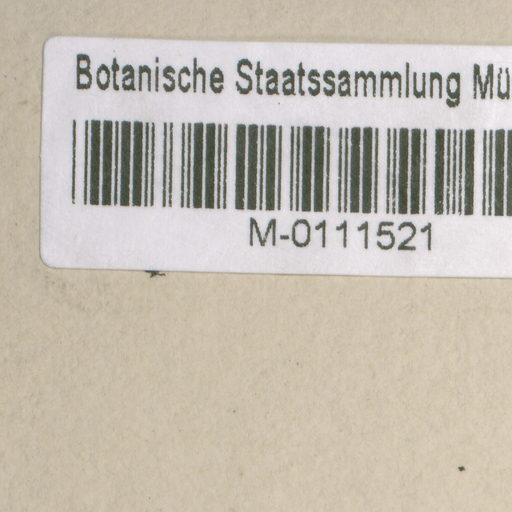 Botanische Staatssammlung Mü
M-0111521